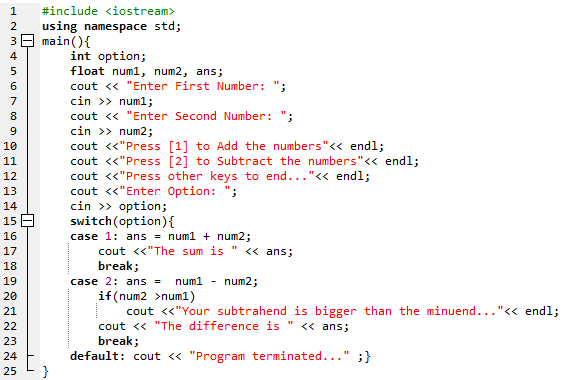 1 #include <iostream>
2 using namespace std;
3 main(){
4 int option;
5 float num1, num2, ans;
6 cout << "Enter First Number: ";
7 cin >> num1;
8 cout << "Enter Second Number: ";
9 cin >> num2;
10 cout <<"Press [1] to Add the numbers"<< endl;
11 cout <<"Press [2] to Subtract the numbers"<< endl;
12 cout <<"Press other keys to end..."<< endl;
13 cout <<"Enter Option: ";
14 cin >> option;
15 switch(option){
16 case 1: ans = num1 + num2;
17 cout <<"The sum is " << ans;
18 break;
19 case 2: ans =  num1 - num2;
20 if(num2 >num1)
21 cout <<"Your subtrahend is bigger than the minuend..."<< endl;
22 cout << "The difference is " << ans;
23 break;
24 default: cout << "Program terminated..." ;}
25 }